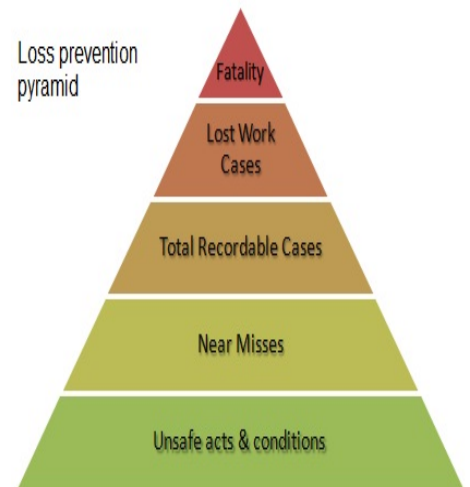 Loss prevention
pyramid
Fatality
Lost Work
Cases
Total Recordable Cases
Near Misses
Unsafe acts & conditions